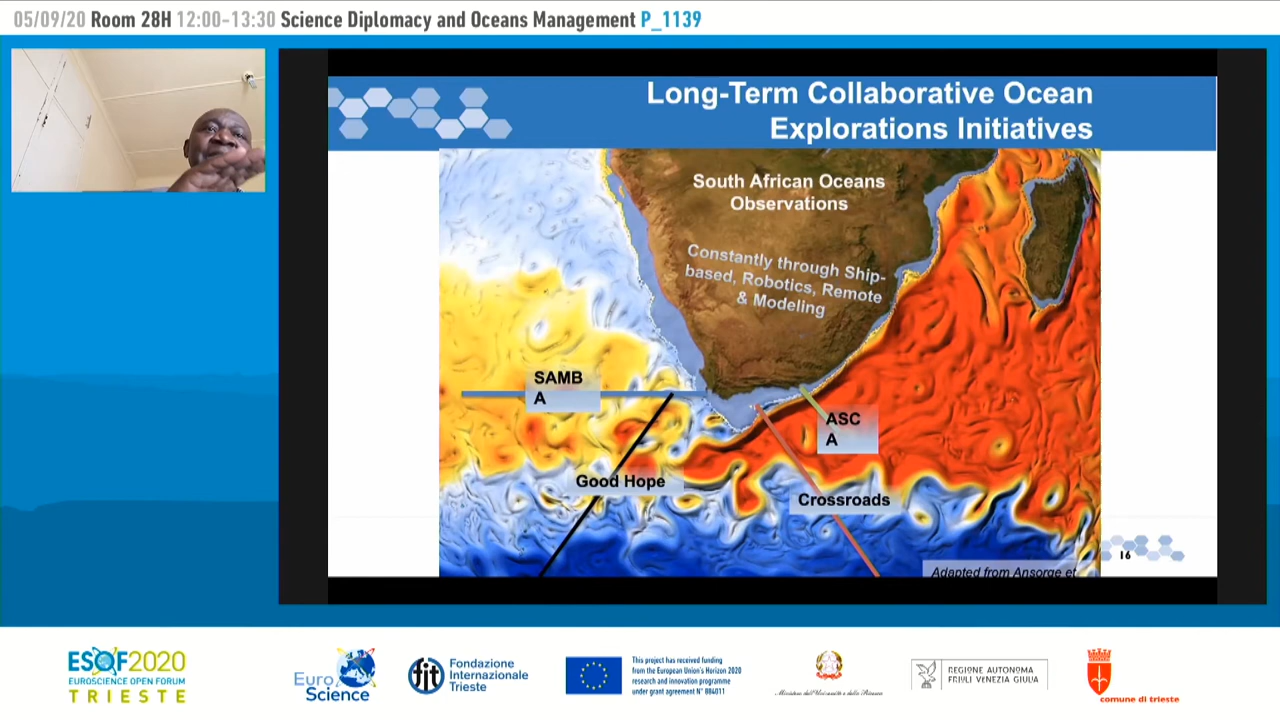 05/09/20 Room 28H 12:00-13:30 Science Diplomacy and Oceans Management P_1139
Long-Term Collaborative Ocean
Explorations Initiatives
South African Oceans
Observations
Constantly through Ship-
based, Robotics, Remote
& Modeling
SAMB
A
ASC
A
Good Hope
Crossroads
16
Adapted from Ansorge et
ESOF2020
EUROSCIENCE OPEN FORUM
TRIESTE
Euro
Science
fit
Fondazione
Internazionale
Trieste
This project has received funding
from the European Union's Horizon 2020
research and innovation programme
under grant agreement N° 884011
REGIONE AUTONOMA
FRIULI VENEZIA GIULIA
comune di trieste